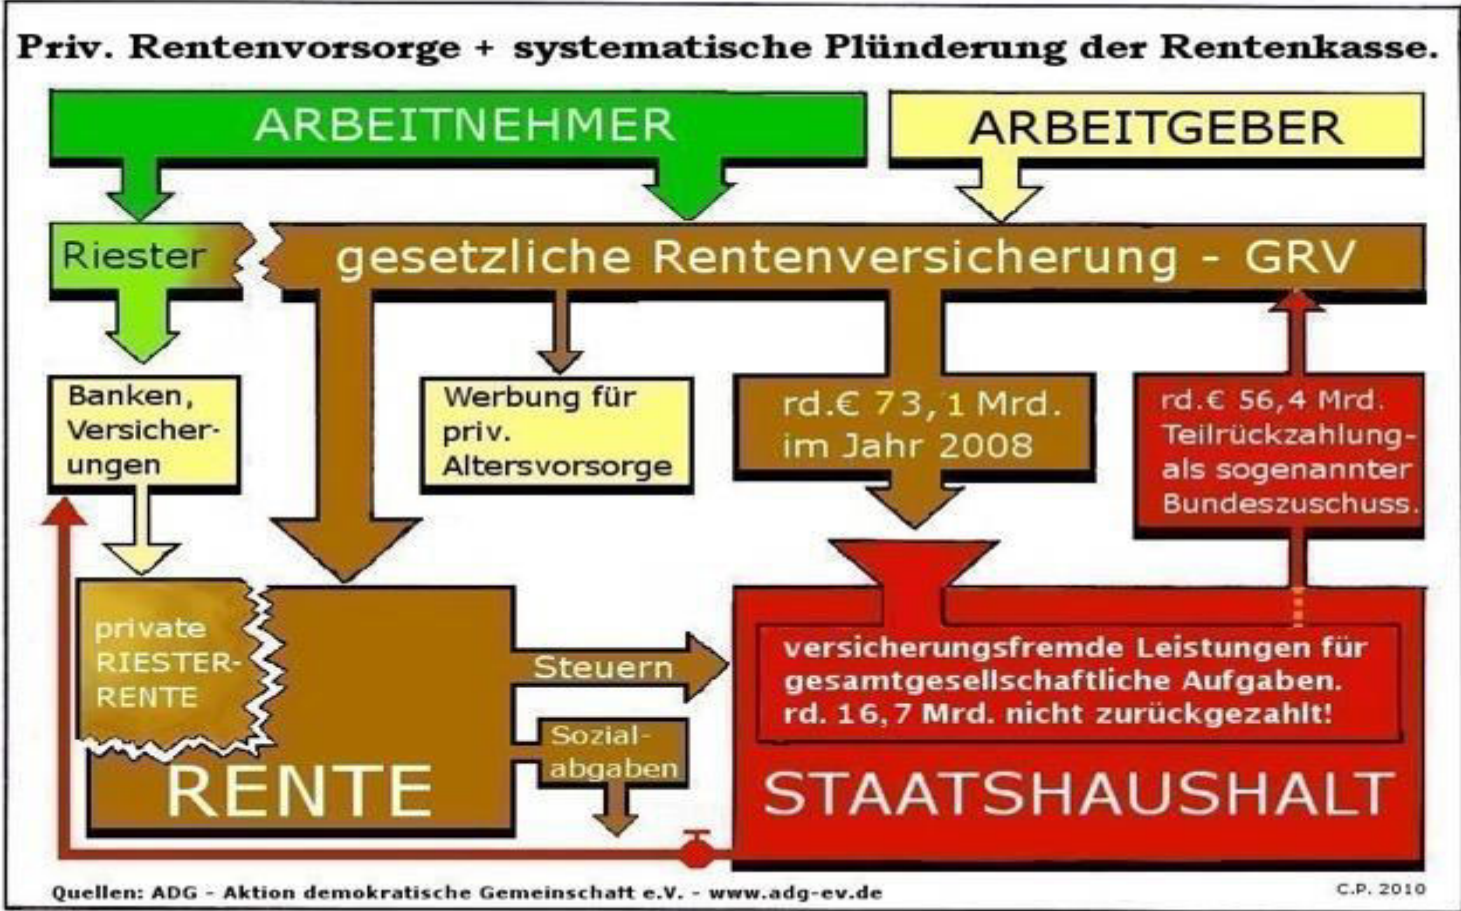 Priv. Rentenvorsorge + systematische Plünderung der Rentenkasse.
ARBEITNEHMER
ARBEITGEBER
Riester
gesetzliche Rentenversicherung - GRV
Banken,
Versicher-
ungen
Werbung für
priv.
Altersvorsorge
rd.€ 73,1 Mrd.
im Jahr 2008
rd.€ 56,4 Mrd.
Teilrückzahlung-
als sogenannter
Bundeszuschuss.
private
RIESTER-
RENTE
RENTE
Steuern
Sozial-
abgaben
versicherungsfremde Leistungen für
gesamtgesellschaftliche Aufgaben.
rd. 16,7 Mrd. nicht zurückgezahlt!
STAATSHAUSHALT
Quellen: ADG - Aktion demokratische Gemeinschaft e.V. - www.adg-ev.de
C.P. 2010